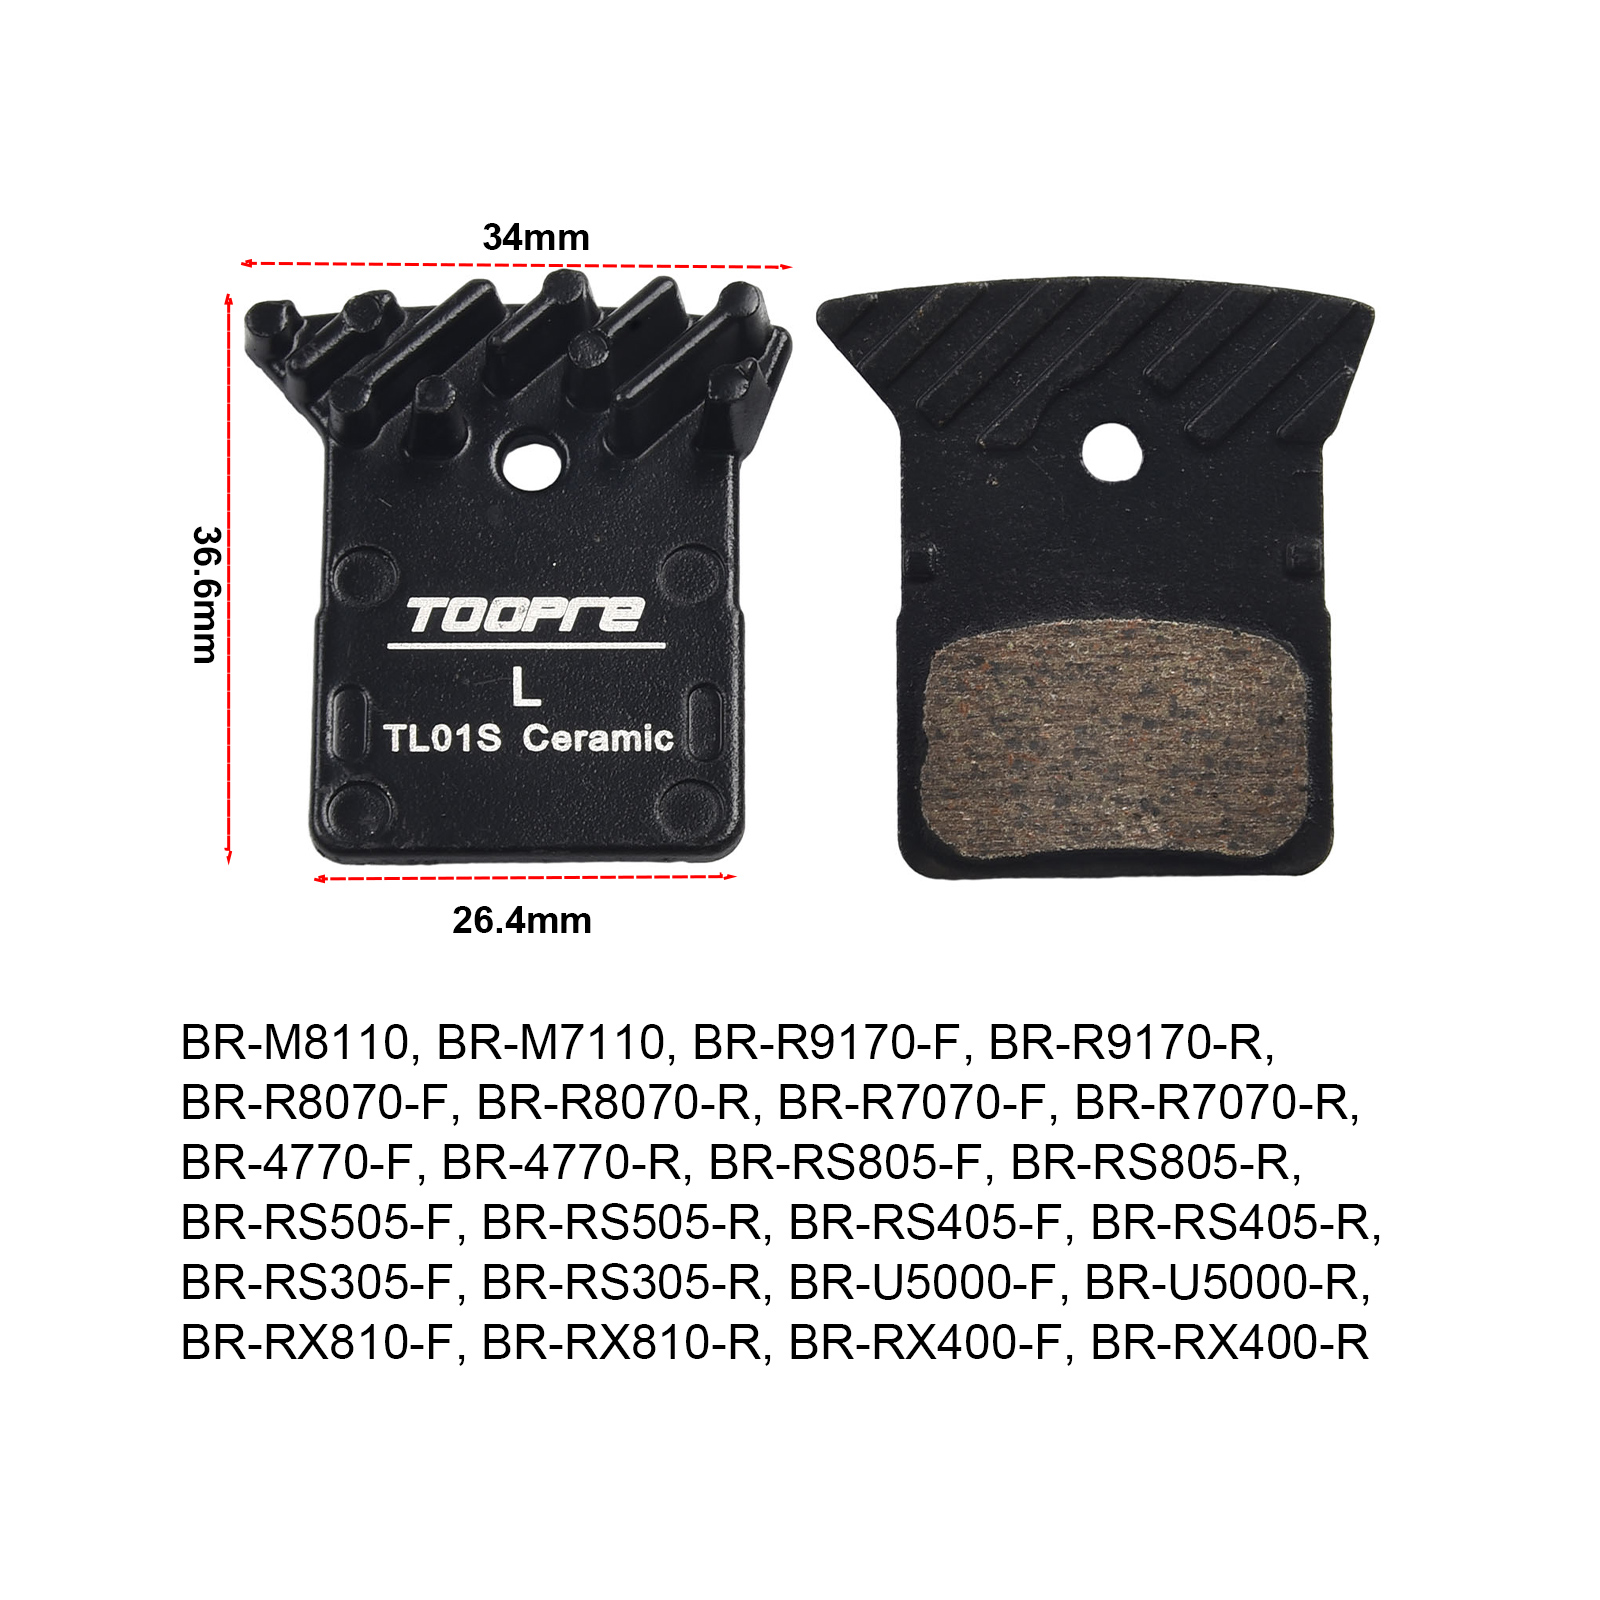 34mm
36.6mm
TOOPre
L
TL01S Ceramic
26.4mm
BR-M8110, BR-M7110, BR-R9170-F, BR-R9170-R,
BR-R8070-F, BR-R8070-R, BR-R7070-F, BR-R7070-R,
BR-4770-F, BR-4770-R, BR-RS805-F, BR-RS805-R,
BR-RS505-F, BR-RS505-R, BR-RS405-F, BR-RS405-R,
BR-RS305-F, BR-RS305-R, BR-U5000-F, BR-U5000-R,
BR-RX810-F, BR-RX810-R, BR-RX400-F, BR-RX400-R